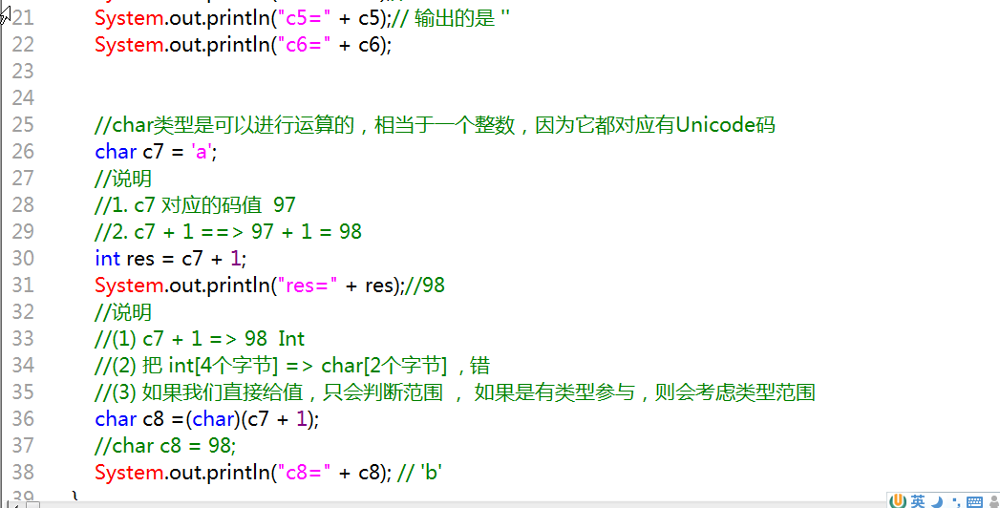 21 System.out.println("c5=" + c5);// 输出的是 ''
22 System.out.println("c6=" + c6);
23
24
25 //char类型是可以进行运算的，相当于一个整数，因为它都对应有Unicode码
26 char c7 = 'a';
27 //说明
28 //1. c7 对应的码值 97
29 //2. c7 + 1 ==> 97 + 1 = 98
30 int res = c7 + 1;
31 System.out.println("res=" + res);//98
32 //说明
33 //(1) c7 + 1 => 98 Int
34 //(2) 把 int[4个字节] => char[2个字节] , 错
35 //(3) 如果我们直接给值，只会判断范围 ， 如果是有类型参与，则会考虑类型范围
36 char c8 =(char)(c7 + 1);
37 //char c8 = 98;
38 System.out.println("c8=" + c8); // 'b'
39 }
英